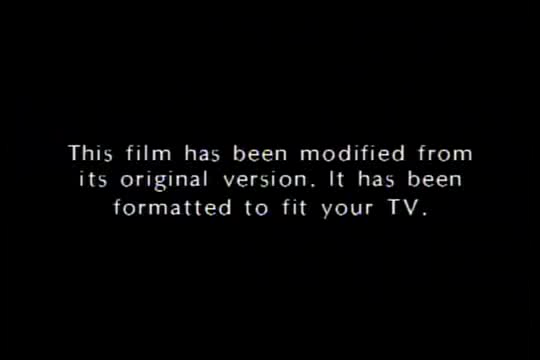 This film has been modified from
its original version. It has been
formatted to fit your TV.